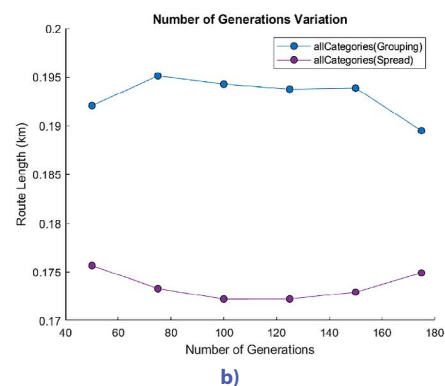 Number of Generations Variation
allCategories(Grouping)
allCategories(Spread)
0.2
0.195
0.19
0.185
0.18
0.175
0.17
Route Length (km)
40 60 80 100 120 140 160 180
Number of Generations
b)